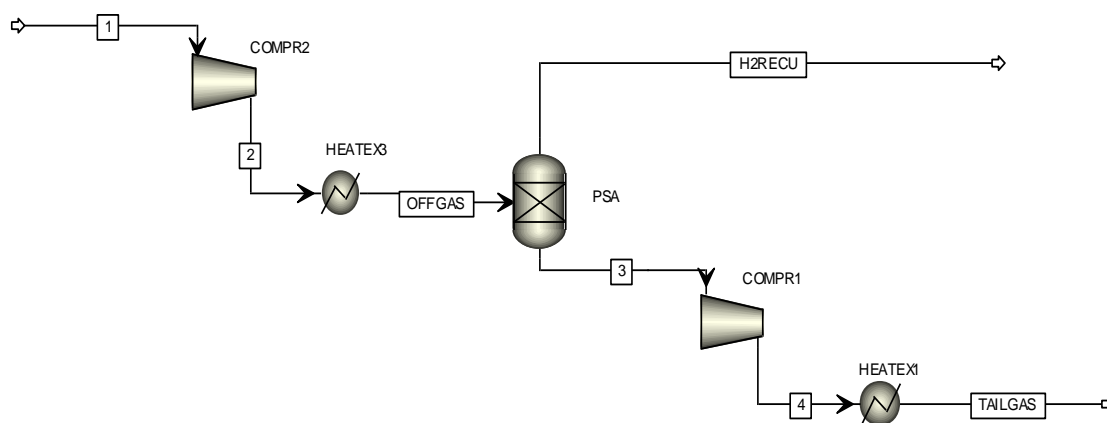 1
COMPR2
H2RECU
2
HEATEX3
OFFGAS
PSA
3
COMPR1
HEATEX1
4
TAILGAS